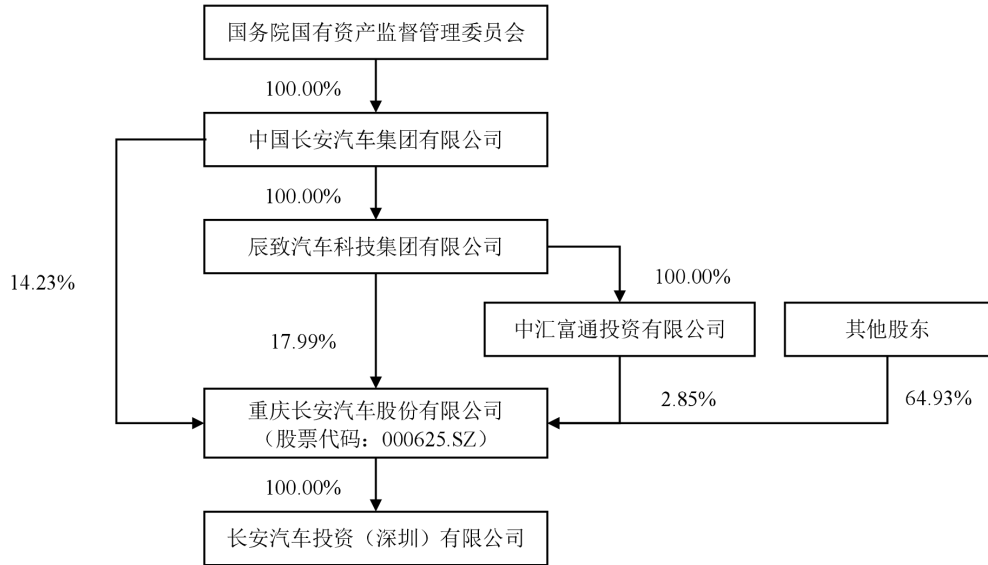 国务院国有资产监督管理委员会
100.00%
中国长安汽车集团有限公司
100.00%
辰致汽车科技集团有限公司
14.23%
100.00%
17.99%
中汇富通投资有限公司
其他股东
重庆长安汽车股份有限公司
（股票代码：000625.SZ）
2.85%
64.93%
100.00%
长安汽车投资（深圳）有限公司